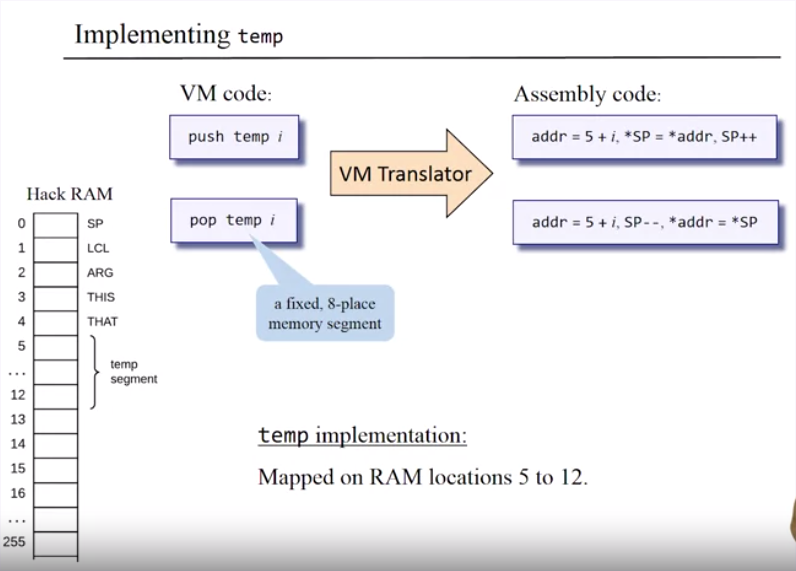 Implementing temp
VM code:
Assembly code:
push temp i
VM Translator
addr = 5 + i, *SP = *addr, SP++
pop temp i
addr = 5 + i, SP--, *addr = *SP
a fixed, 8-place
memory segment
Hack RAM
0 SP
1 LCL
2 ARG
3 THIS
4 THAT
5
...
12
temp
segment
13
14
15
16
...
255
temp implementation:
Mapped on RAM locations 5 to 12.